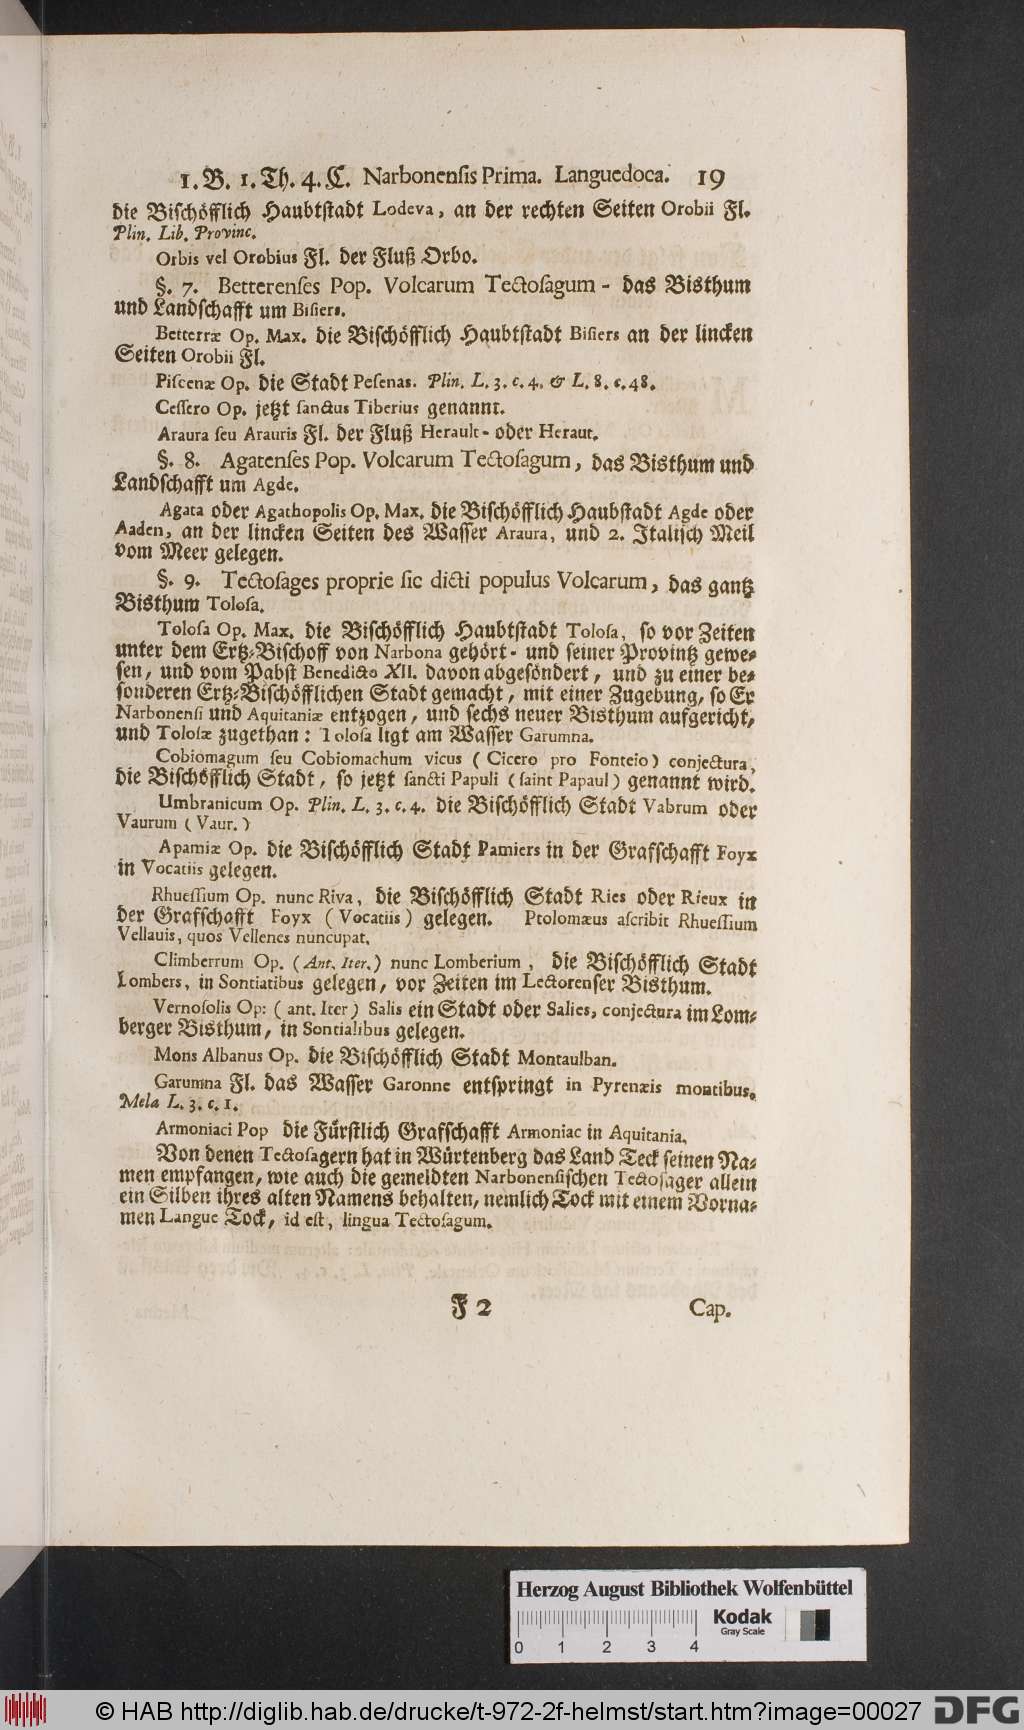 1. B. 1. Th. 4. C. Narbonensis Prima. Languedoca. 19
die Bischöfflich Haubtstadt Lodeva, an der rechten Seiten Orobii Fl.
Plin. Lib. Provinc.
Orbis vel Orobius Fl. der Fluß Orbo.
§. 7. Betterenses Pop. Volcarum Tectosagum - das Bisthum
und Landschafft um Bisiers.
Betterræ Op. Max. die Bischöfflich Haubtstadt Bisiers an der lincken
Seiten Orobii Fl.
Piscenæ Op. die Stadt Pesenas. Plin. L. 3. c. 4. & L. 8. c. 48.
Cessero Op. jetzt sanctus Tiberius genannt.
Araura seu Arauris Fl. der Fluß Herault - oder Heraut.
§. 8. Agatenses Pop. Volcarum Tectosagum, das Bisthum und
Landschafft um Agde.
Agata oder Agathopolis Op. Max. die Bischöfflich Haubstadt Agde oder
Aaden, an der lincken Seiten des Wasser Araura, und 2. Italisch Meil
vom Meer gelegen.
§. 9. Tectosages proprie sic dicti populus Volcarum, das gantz
Bisthum Tolosa.
Tolosa Op. Max. die Bischöfflich Haubtstadt Tolosa, so vor Zeiten
unter dem Ertz-Bischoff von Narbona gehört - und seiner Provintz gewe-
sen, und vom Pabst Benedicto XII. davon abgesöndert, und zu einer be-
sonderen Ertz-Bischöfflichen Stadt gemacht, mit einer Zugebung, so Er
Narbonensi und Aquitaniæ entzogen, und sechs neuer Bisthum aufgericht,
und Tolosæ zugethan: Tolosa ligt am Wasser Garumna.
Cobiomagum seu Cobiomachum vicus ( Cicero pro Fonteio ) conjectura,
die Bischöfflich Stadt, so jetzt sancti Papuli ( saint Papaul ) genannt wird.
Umbranicum Op. Plin. L. 3. c. 4. die Bischöfflich Stadt Vabrum oder
Vaurum ( Vaur. )
Apamiæ Op. die Bischöfflich Stadt Pamiers in der Grafschafft Foyx
in Vocatiis gelegen.
Rhuessium Op. nunc Riva, die Bischöfflich Stadt Ries oder Rieux in
der Grafschafft Foyx ( Vocatiis ) gelegen. Ptolomæus ascribit Rhuessium
Vellauis, quos Vellenes nuncupat.
Climberrum Op. ( Ant. Iter. ) nunc Lomberium, die Bischöfflich Stadt
Lombers, in Sontiatibus gelegen, vor Zeiten im Lectorenser Bisthum.
Vernosolis Op: ( ant. Iter ) Salis ein Stadt oder Salies, conjectura im Lom-
berger Bisthum, in Sontialibus gelegen.
Mons Albanus Op. die Bischöfflich Stadt Montaulban.
Garumna Fl. das Wasser Garonne entspringt in Pyrenæis montibus.
Mela L. 3. c. 1.
Armoniaci Pop die Fürstlich Grafschafft Armoniac in Aquitania.
Von denen Tectosagern hat in Würtenberg das Land Teck seinen Na-
men empfangen, wie auch die gemeldten Narbonensischen Tectosager allein
ein Silben ihres alten Namens behalten, nemlich Tock mit einem Vorna-
men Langue Tock, id est, lingua Tectosagum.
F 2 Cap.
Herzog August Bibliothek Wolfenbüttel
Kodak
Gray Scale
0 1 2 3 4
© HAB http://diglib.hab.de/drucke/t-972-2f-helmst/start.htm?image=00027 DFG